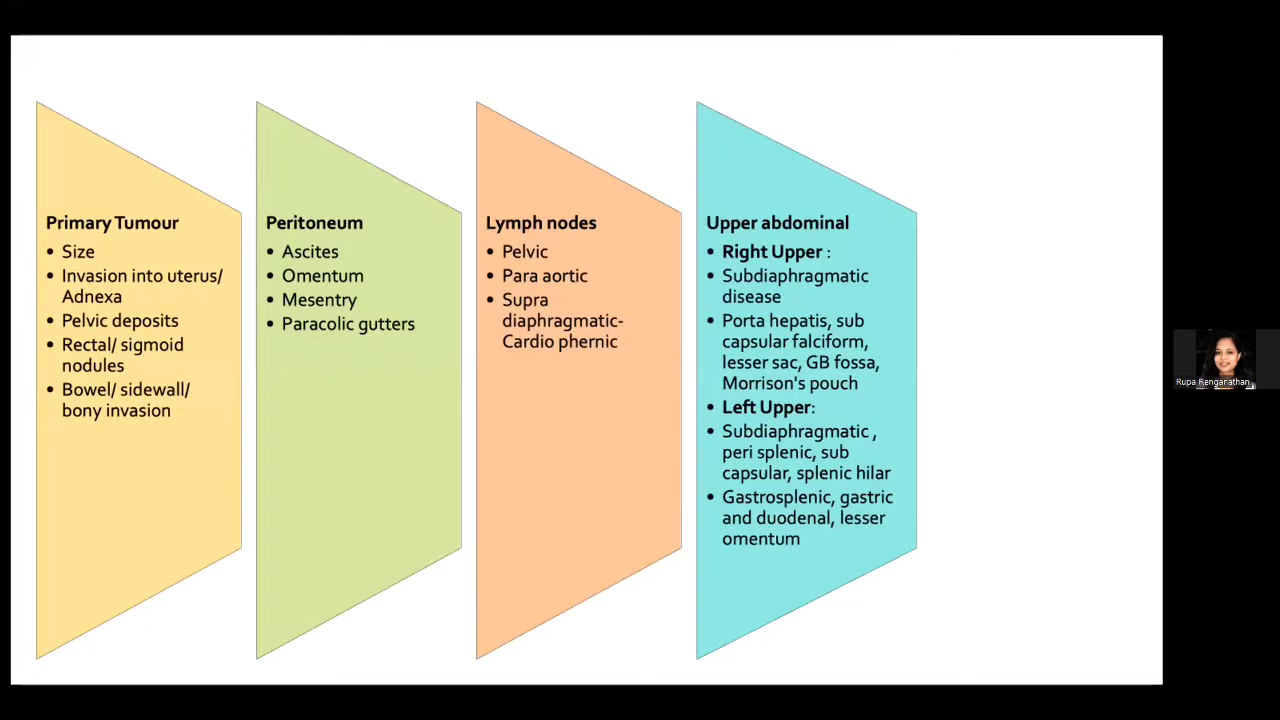 Primary Tumour
• Size
• Invasion into uterus/
Adnexa
• Pelvic deposits
• Rectal/ sigmoid
nodules
• Bowel/ sidewall/
bony invasion
Peritoneum
• Ascites
• Omentum
• Mesentry
• Paracolic gutters
Lymph nodes
• Pelvic
• Para aortic
• Supra
diaphragmatic-
Cardio phernic
Upper abdominal
• Right Upper :
• Subdiaphragmatic
disease
• Porta hepatis, sub
capsular falciform,
lesser sac, GB fossa,
Morrison's pouch
• Left Upper:
• Subdiaphragmatic ,
peri splenic, sub
capsular, splenic hilar
• Gastrosplenic, gastric
and duodenal, lesser
omentum
Rupa Renganathan